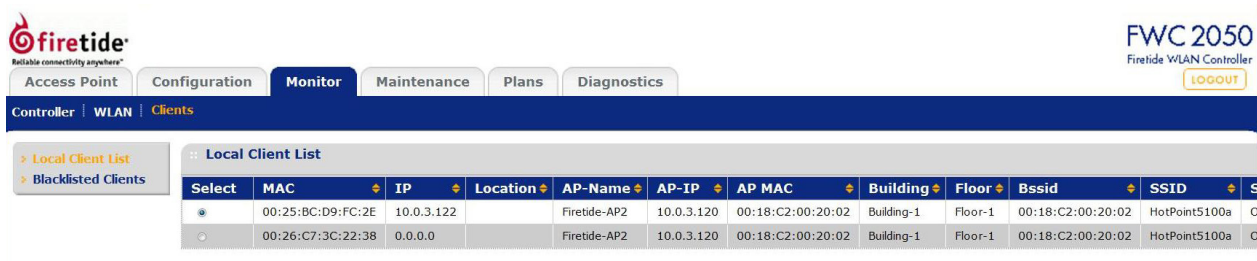 firetide
Reliable connectivity anywhere"
FWC 2050
Firetide WLAN Controller
LOGOUT
Access Point Configuration Monitor Maintenance Plans Diagnostics
Controller WLAN Clients
Local Client List
Blacklisted Clients
Local Client List
Select MAC IP Location AP-Name AP-IP AP MAC Building Floor Bssid SSID S
00:25:BC:D9:FC:2E 10.0.3.122 Firetide-AP2 10.0.3.120 00:18:C2:00:20:02 Building-1 Floor-1 00:18:C2:00:20:02 HotPoint5100a
00:26:C7:3C:22:38 0.0.0.0 Firetide-AP2 10.0.3.120 00:18:C2:00:20:02 Building-1 Floor-1 00:18:C2:00:20:02 HotPoint5100a